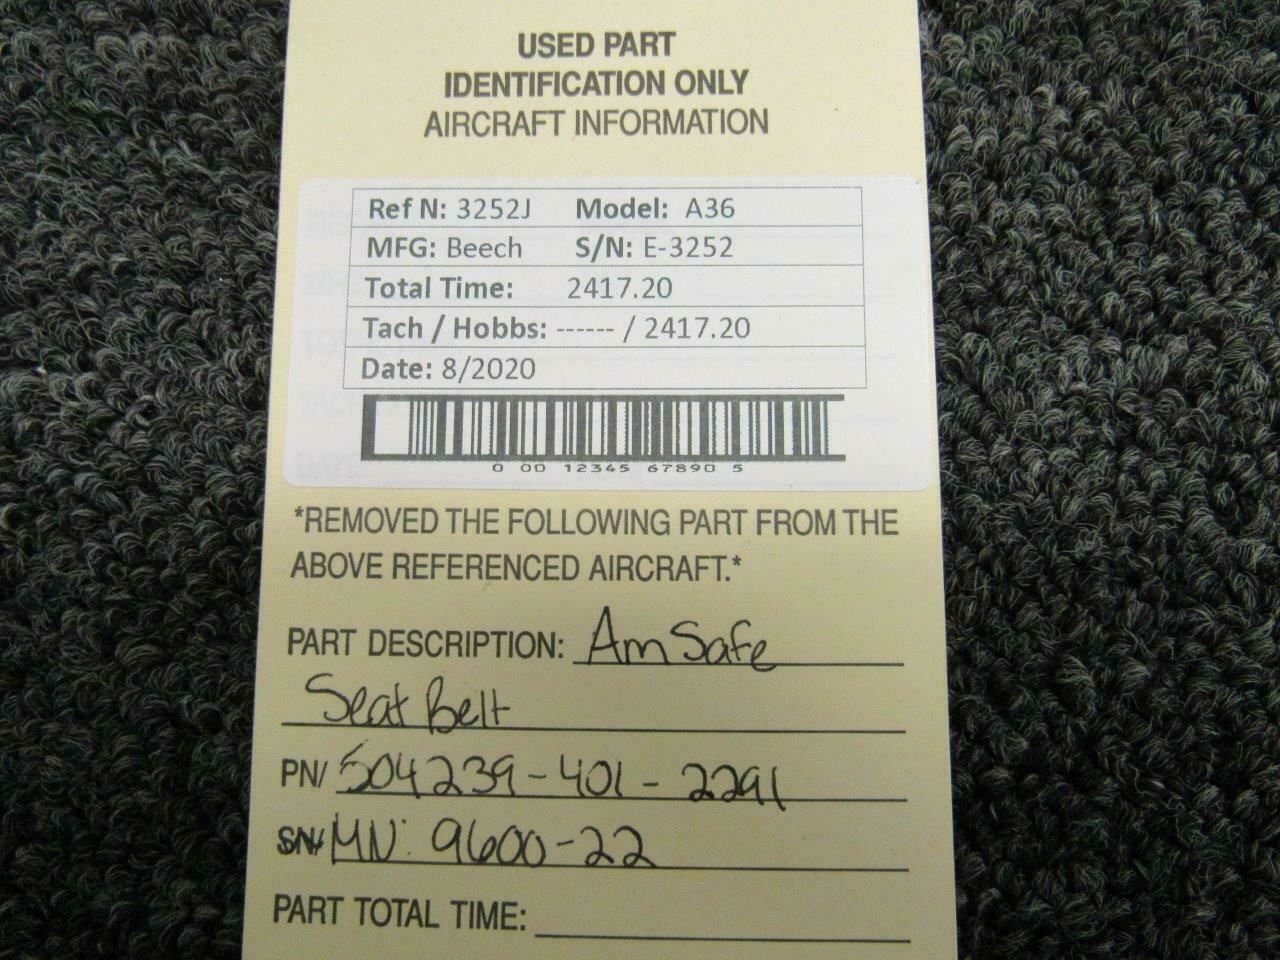 USED PART
IDENTIFICATION ONLY
AIRCRAFT INFORMATION
Ref N: 3252J Model: A36
MFG: Beech S/N: E-3252
Total Time: 2417.20
Tach / Hobbs: ------ / 2417.20
Date: 8/2020
0 00 12345 67890 5
*REMOVED THE FOLLOWING PART FROM THE
ABOVE REFERENCED AIRCRAFT.*
PART DESCRIPTION: AmSafe
Seat Belt
PN/ 504239-401-2291
SN/ MN: 9600-22
PART TOTAL TIME: